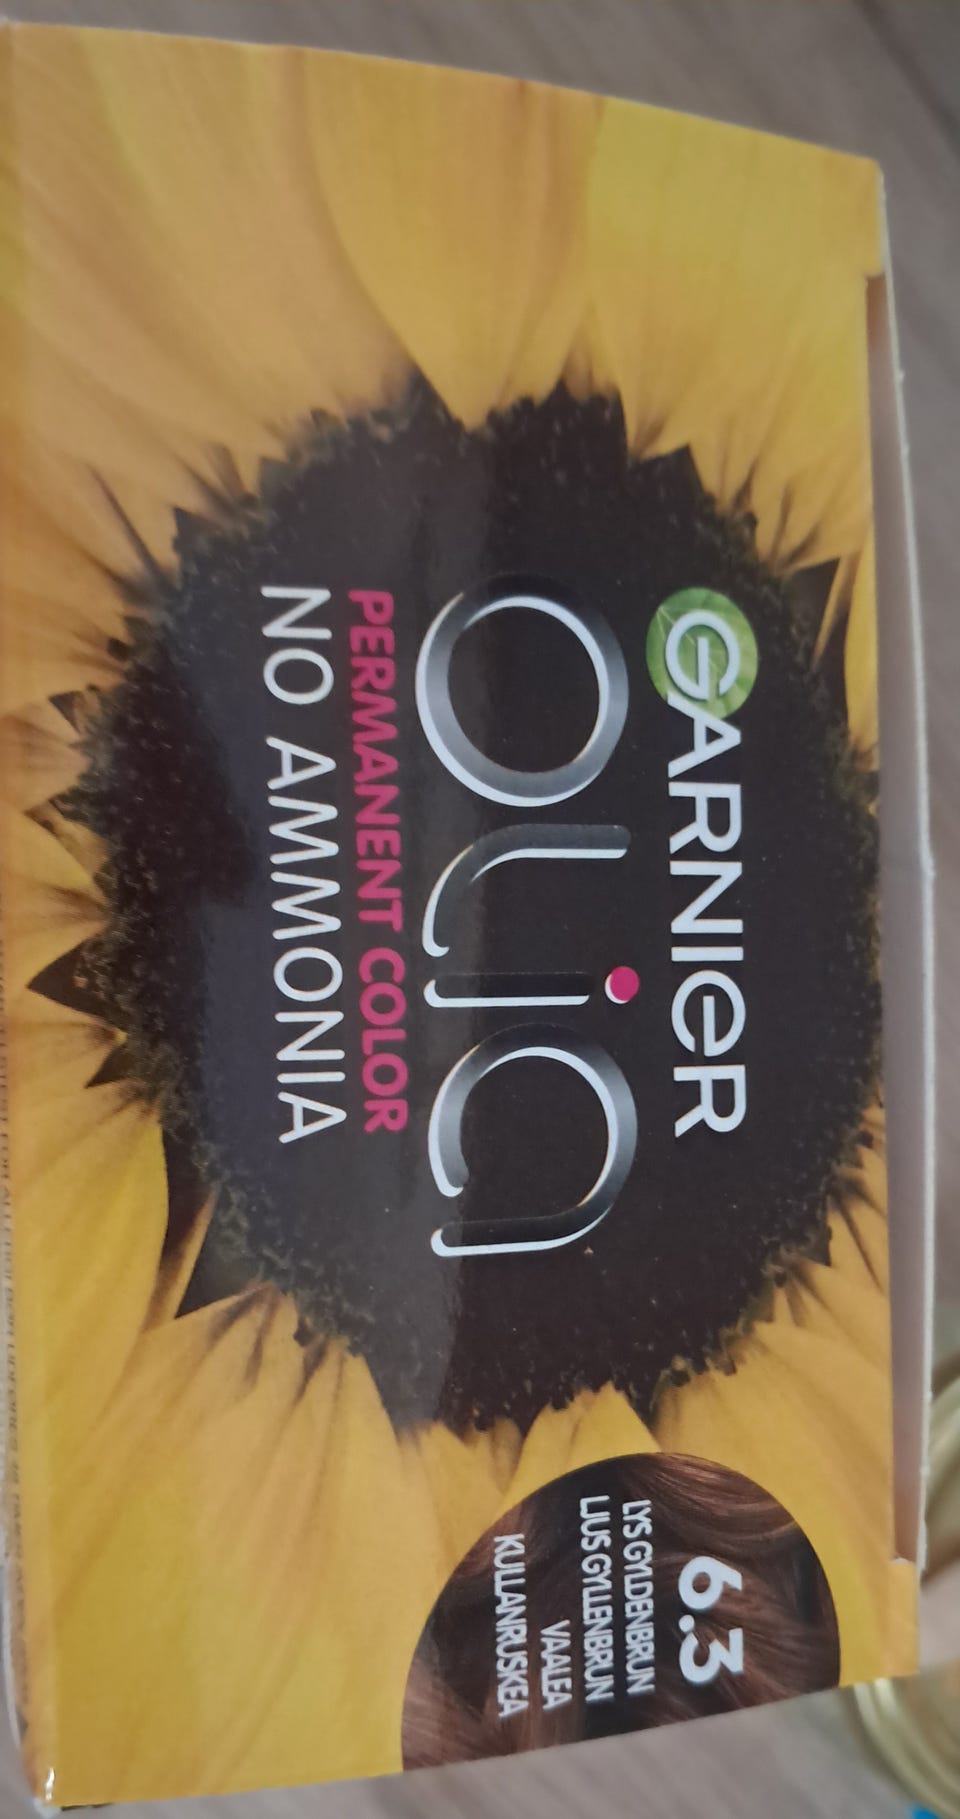 GARNIER
OLIA
PERMANENT COLOR
NO AMMONIA
6.3
LYS GYLDENBRUN
LJUS GYLLENBRUN
VAALEA
KULLANRUSKEA